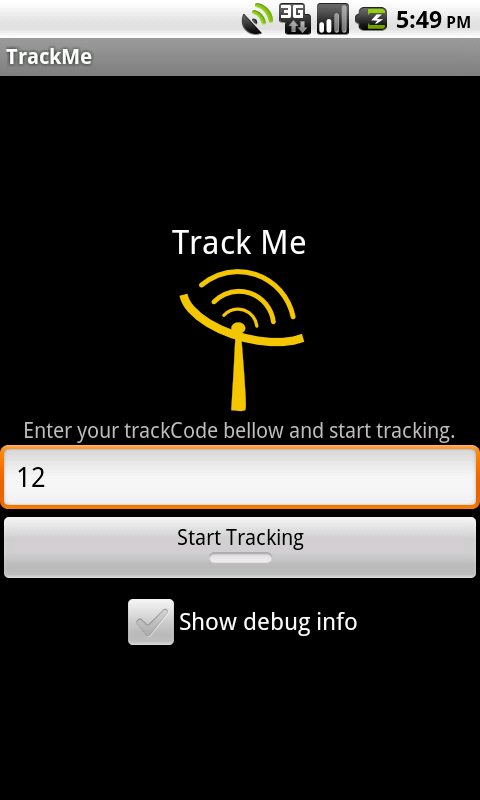 3G 5:49 PM
TrackMe
Track Me
Enter your trackCode bellow and start tracking.
12
Start Tracking
Show debug info